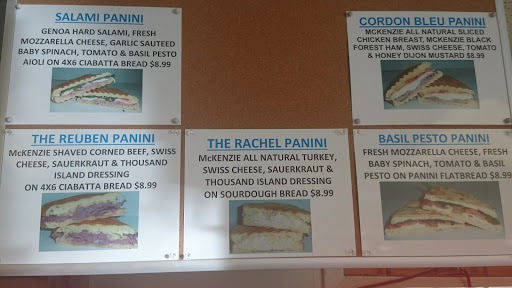 SALAMI PANINI
GENOA HARD SALAMI, FRESH
MOZZARELLA CHEESE, GARLIC SAUTEED
BABY SPINACH, TOMATO & BASIL PESTO
AIOLI ON 4X6 CIABATTA BREAD $8.99
CORDON BLEU PANINI
MCKENZIE ALL NATURAL SLICED
CHICKEN BREAST, MCKENZIE BLACK
FOREST HAM, SWISS CHEESE, TOMATO
& HONEY DIJON MUSTARD $8.99
THE REUBEN PANINI
McKENZIE SHAVED CORNED BEEF, SWISS
CHEESE, SAUERKRAUT & THOUSAND
ISLAND DRESSING
ON 4X6 CIABATTA BREAD $8.99
THE RACHEL PANINI
McKENZIE ALL NATURAL TURKEY,
SWISS CHEESE, SAUERKRAUT &
THOUSAND ISLAND DRESSING
ON SOURDOUGH BREAD $8.99
BASIL PESTO PANINI
FRESH MOZZARELLA CHEESE, FRESH
BABY SPINACH, TOMATO & BASIL
PESTO ON PANINI FLATBREAD $8.99